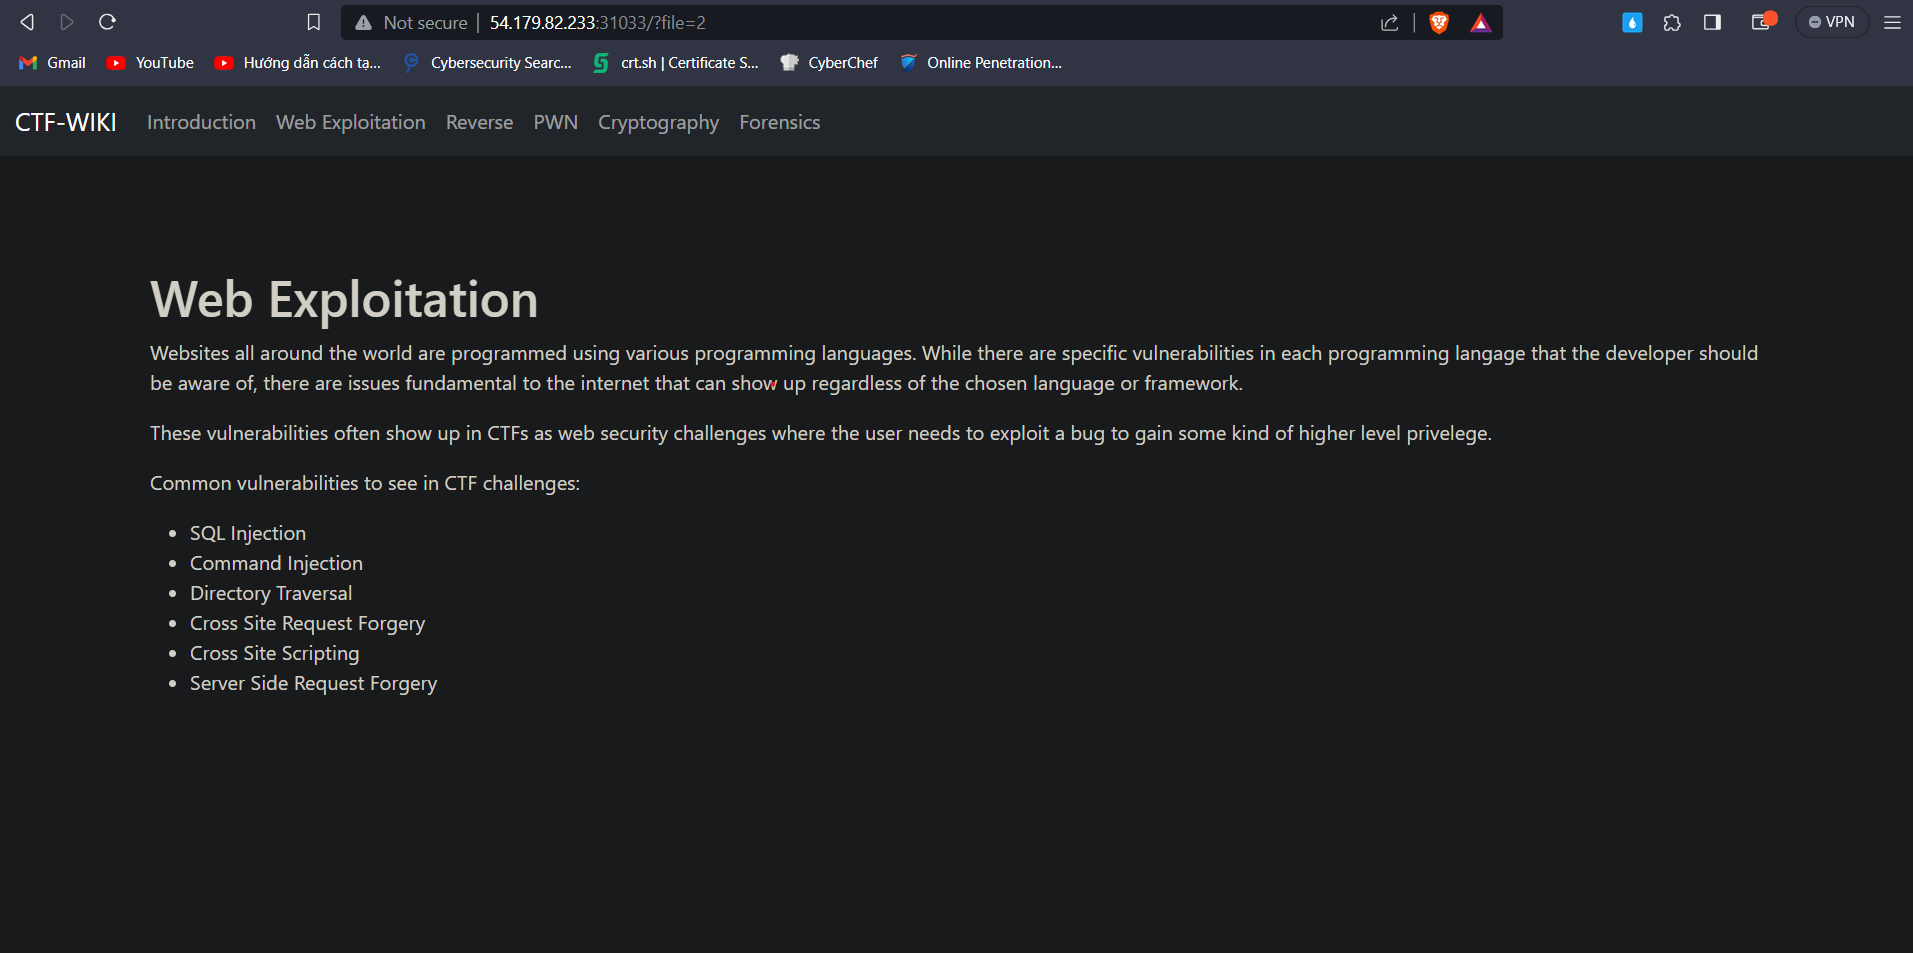 Not secure | 54.179.82.233:31033/?file=2
VPN
Gmail YouTube Hướng dẫn cách tạ... Cybersecurity Searc... crt.sh | Certificate S... CyberChef Online Penetration...
CTF-WIKI Introduction Web Exploitation Reverse PWN Cryptography Forensics
Web Exploitation
Websites all around the world are programmed using various programming languages. While there are specific vulnerabilities in each programming langage that the developer should
be aware of, there are issues fundamental to the internet that can show up regardless of the chosen language or framework.
These vulnerabilities often show up in CTFs as web security challenges where the user needs to exploit a bug to gain some kind of higher level privelege.
Common vulnerabilities to see in CTF challenges:
• SQL Injection
• Command Injection
• Directory Traversal
• Cross Site Request Forgery
• Cross Site Scripting
• Server Side Request Forgery